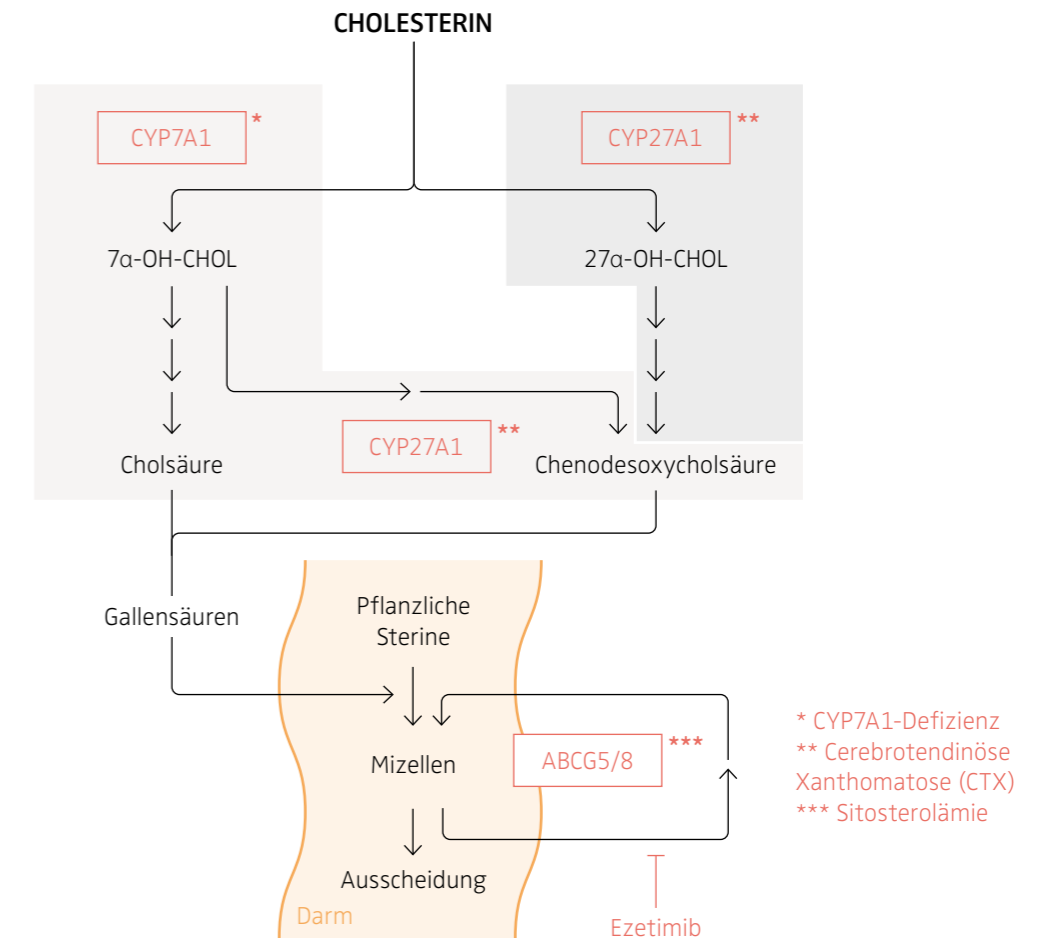 CHOLESTERIN
CYP7A1 *
CYP27A1 **
7α-OH-CHOL
27α-OH-CHOL
CYP27A1 **
Cholsäure
Chenodesoxycholsäure
Gallensäuren
Pflanzliche
Sterine
Mizellen
ABCG5/8 ***
* CYP7A1-Defizienz
** Cerebrotendinöse
Xanthomatose (CTX)
*** Sitosterolämie
Ausscheidung
Darm
Ezetimib